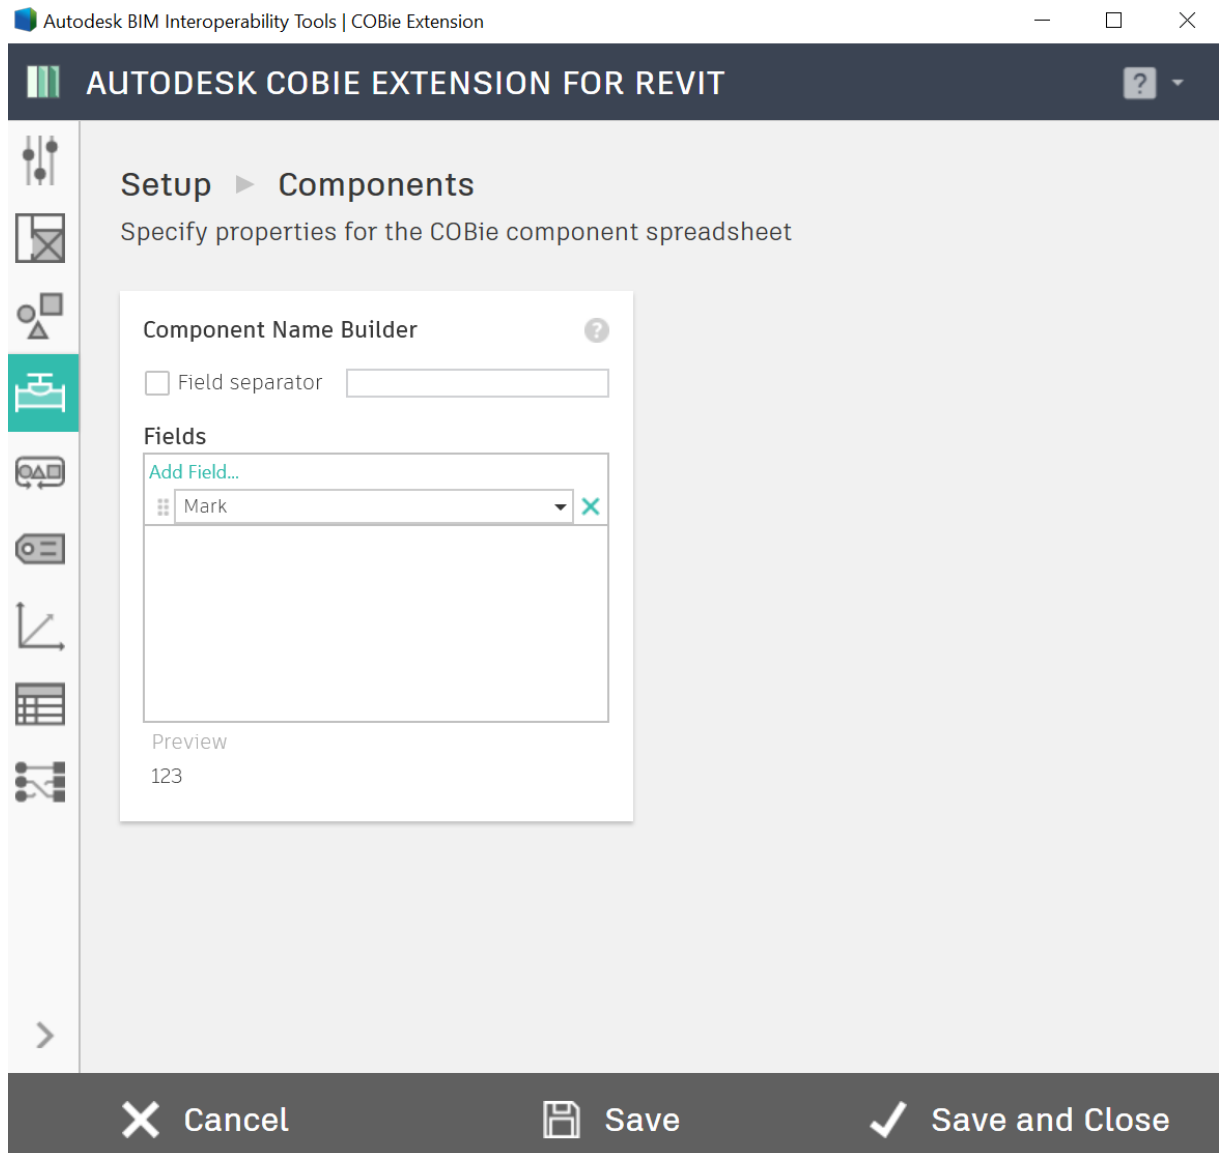 Autodesk BIM Interoperability Tools | COBie Extension
AUTODESK COBIE EXTENSION FOR REVIT
?
Setup Components
Specify properties for the COBie component spreadsheet
Component Name Builder
?
Field separator
Fields
Add Field...
Mark
Preview
123
Cancel
Save
Save and Close